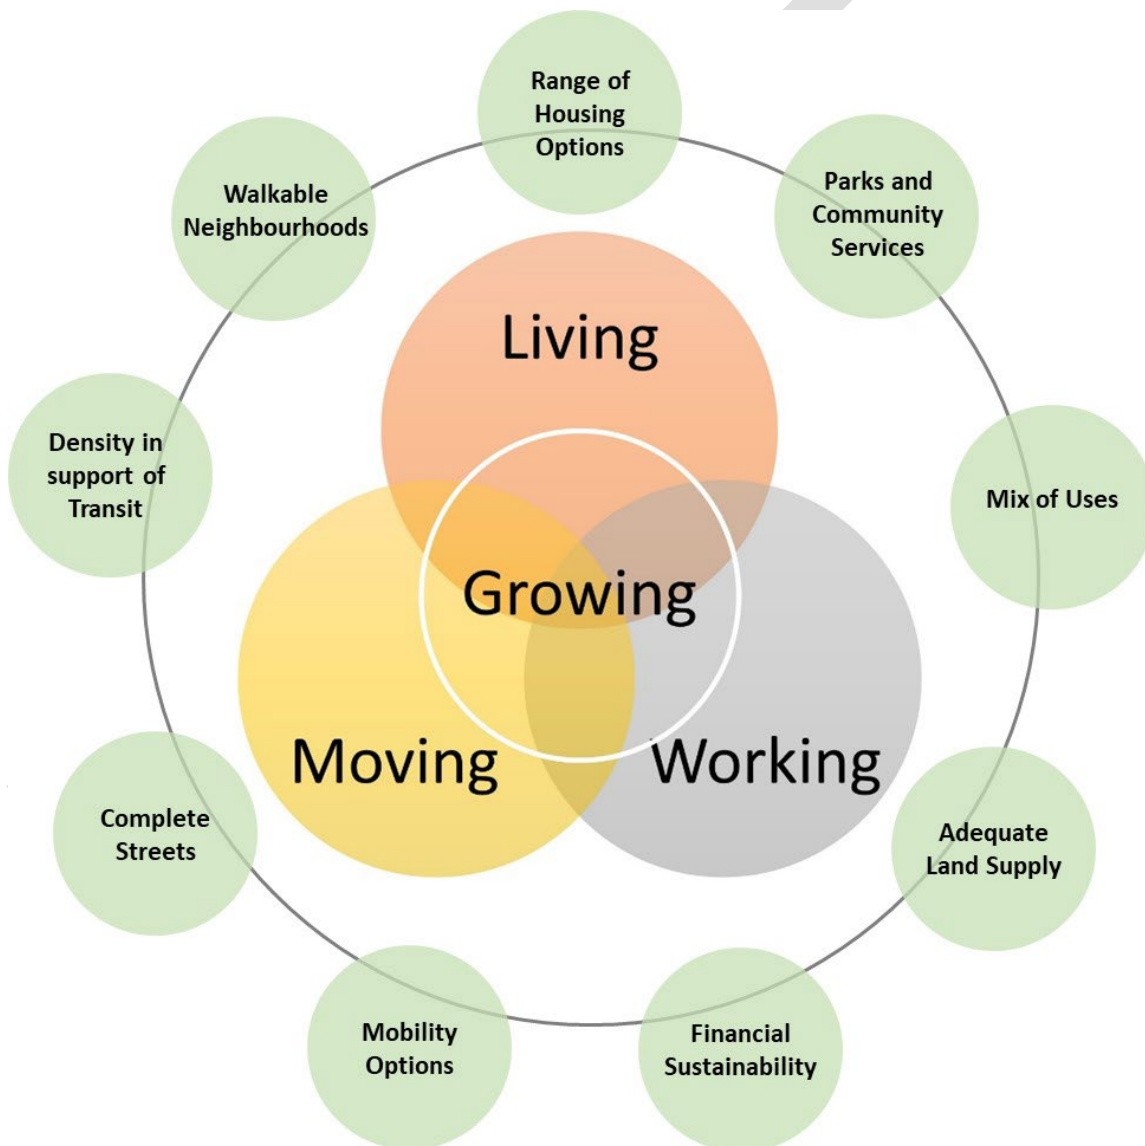 Range of
Housing
Options
Walkable
Neighbourhoods
Parks and
Community
Services
Living
Density in
support of
Transit
Mix of Uses
Growing
Moving
Working
Complete
Streets
Adequate
Land Supply
Mobility
Options
Financial
Sustainability